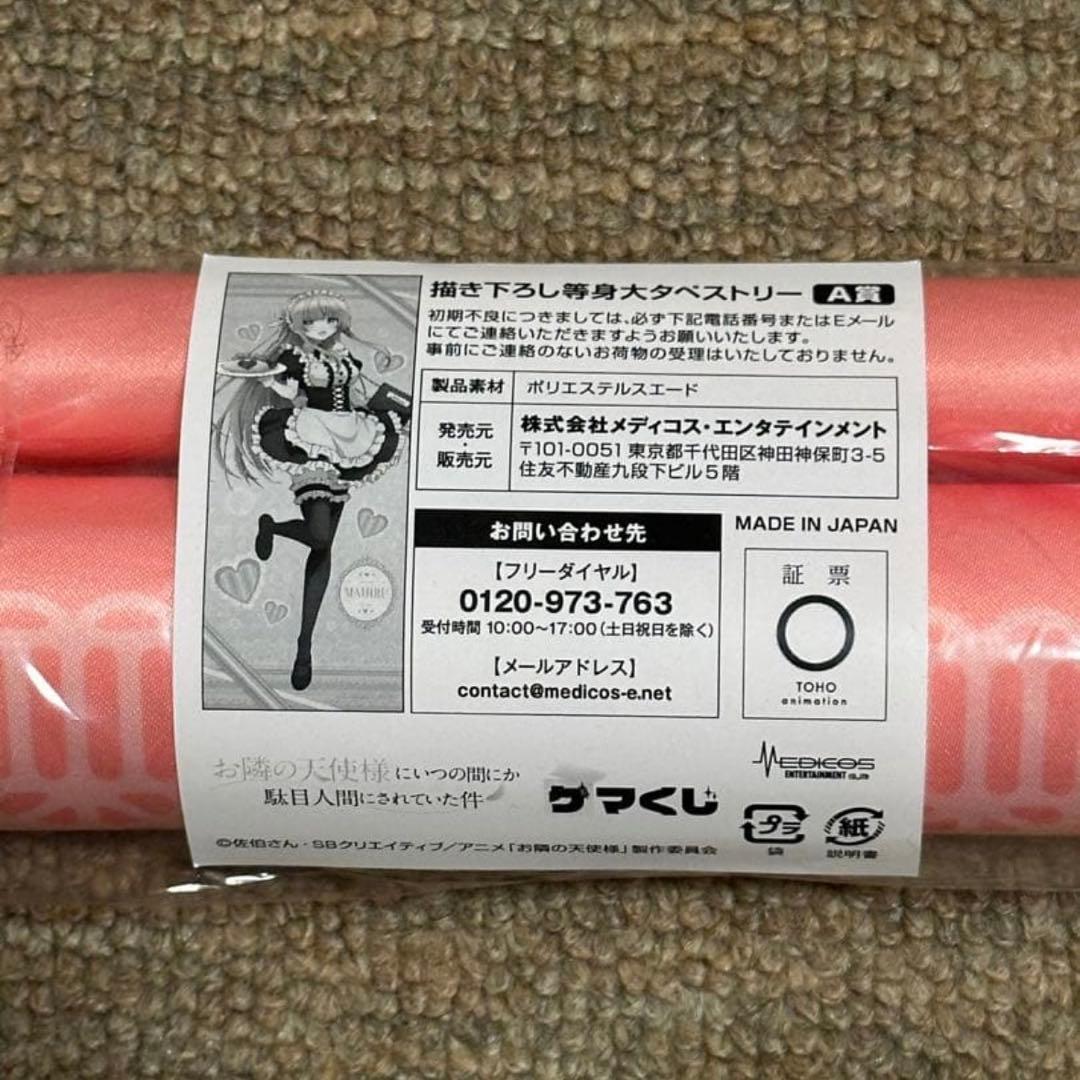 描き下ろし等身大タペストリー A賞
初期不良につきましては、必ず下記電話番号またはEメール
にてご連絡いただきますようお願いいたします。
事前にご連絡のないお荷物の受理はいたしておりません。
製品素材 ポリエステルスエード
発売元・販売元
株式会社メディコス・エンタテインメント
〒101-0051 東京都千代田区神田神保町3-5
住友不動産九段下ビル5階
お問い合わせ先
【フリーダイヤル】
0120-973-763
受付時間 10:00〜17:00(土日祝日を除く)
【メールアドレス】
contact@medicos-e.net
MADE IN JAPAN
証 票
TOHO
animation
MAHIRU
お隣の天使様にいつの間にか
駄目人間にされていた件
ゲマくじ
MEDICOS
ENTERTAINMENT CO.,LTD
プラ
袋
紙
説明書
©佐伯さん・SBクリエイティブ/アニメ「お隣の天使様」製作委員会